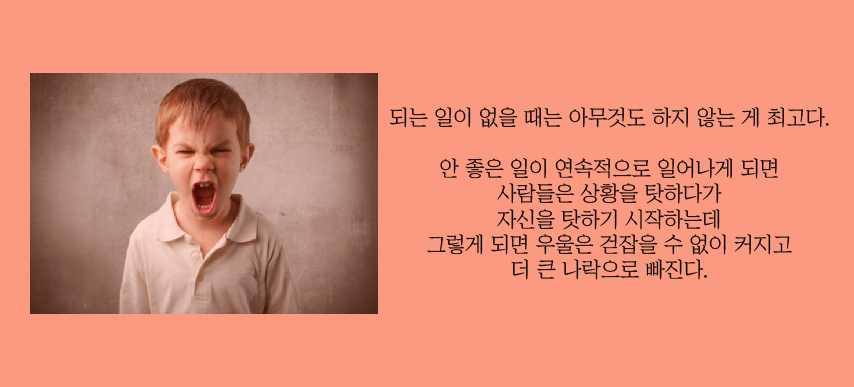 되는 일이 없을 때는 아무것도 하지 않는 게 최고다.
안 좋은 일이 연속적으로 일어나게 되면
사람들은 상황을 탓하다가
자신을 탓하기 시작하는데
그렇게 되면 우울은 걷잡을 수 없이 커지고
더 큰 나락으로 빠진다.